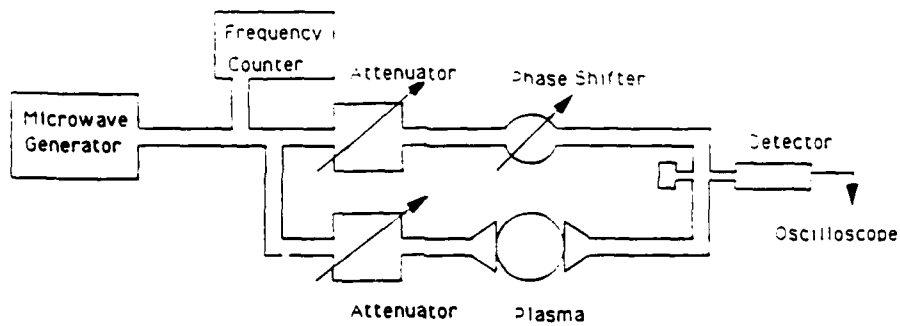 Frequency
Counter
Attenuator
Phase Shifter
Microwave
Generator
Detector
Oscilloscope
Attenuator
Plasma